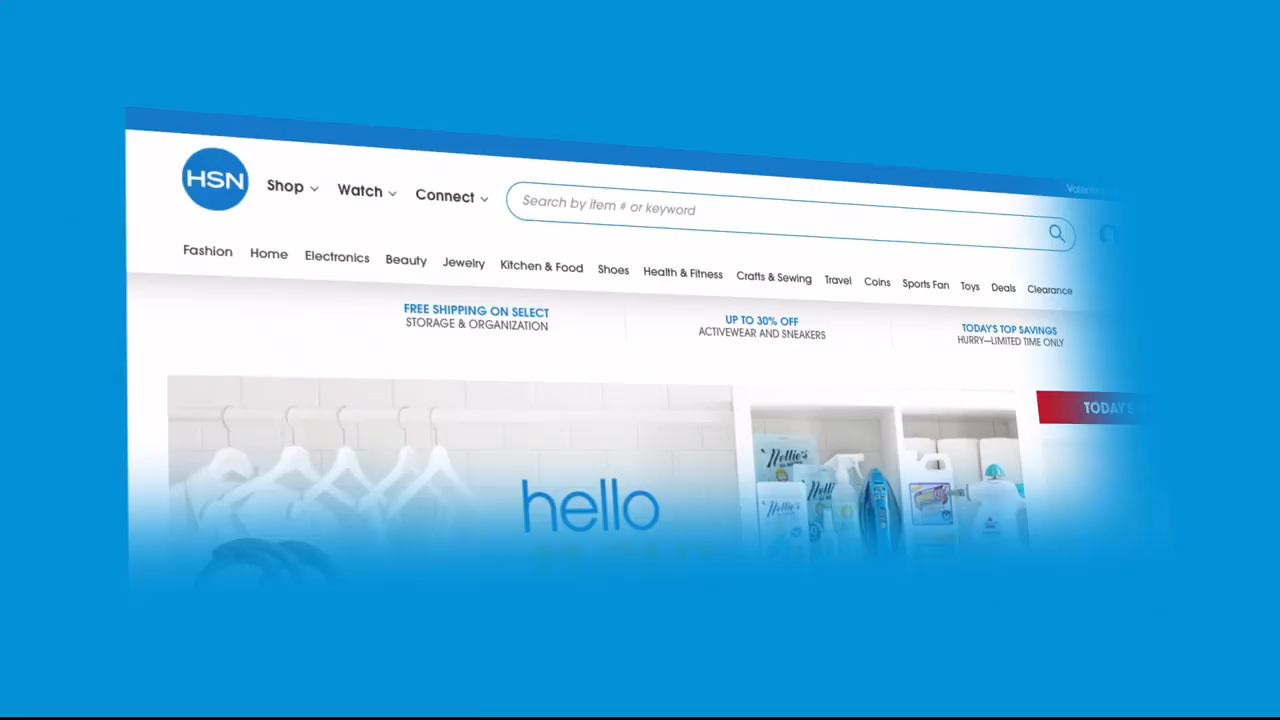 HSN
Shop
Watch
Connect
Search by item # or keyword
Fashion Home Electronics Beauty Jewelry Kitchen & Food Shoes Health & Fitness Crafts & Sewing Travel Coins Sports Fan Toys Deals Clearance
FREE SHIPPING ON SELECT
STORAGE & ORGANIZATION
UP TO 30% OFF
ACTIVEWEAR AND SNEAKERS
TODAY'S TOP SAVINGS
HURRY—LIMITED TIME ONLY
TODAY'S
Nellie's
hello